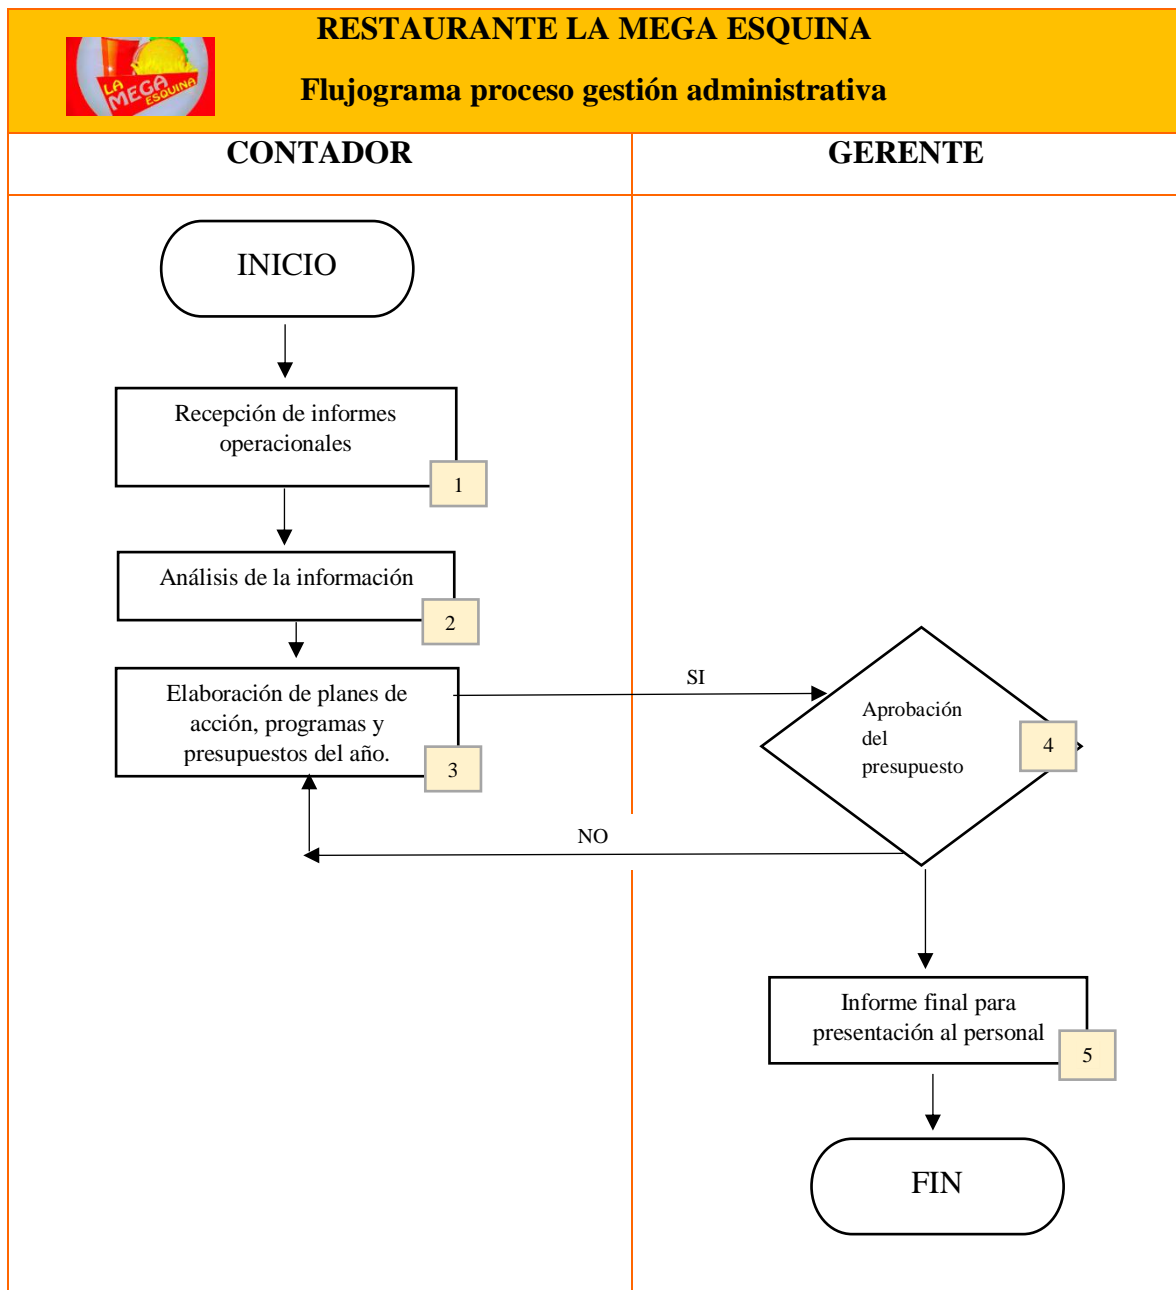 RESTAURANTE LA MEGA ESQUINA
Flujograma proceso gestión administrativa
LA
MEGA
ESQUINA
CONTADOR
GERENTE
INICIO
Recepción de informes
operacionales
1
Análisis de la información
2
Elaboración de planes de
acción, programas y
presupuestos del año.
3
SI
Aprobación
del
presupuesto
4
NO
Informe final para
presentación al personal
5
FIN